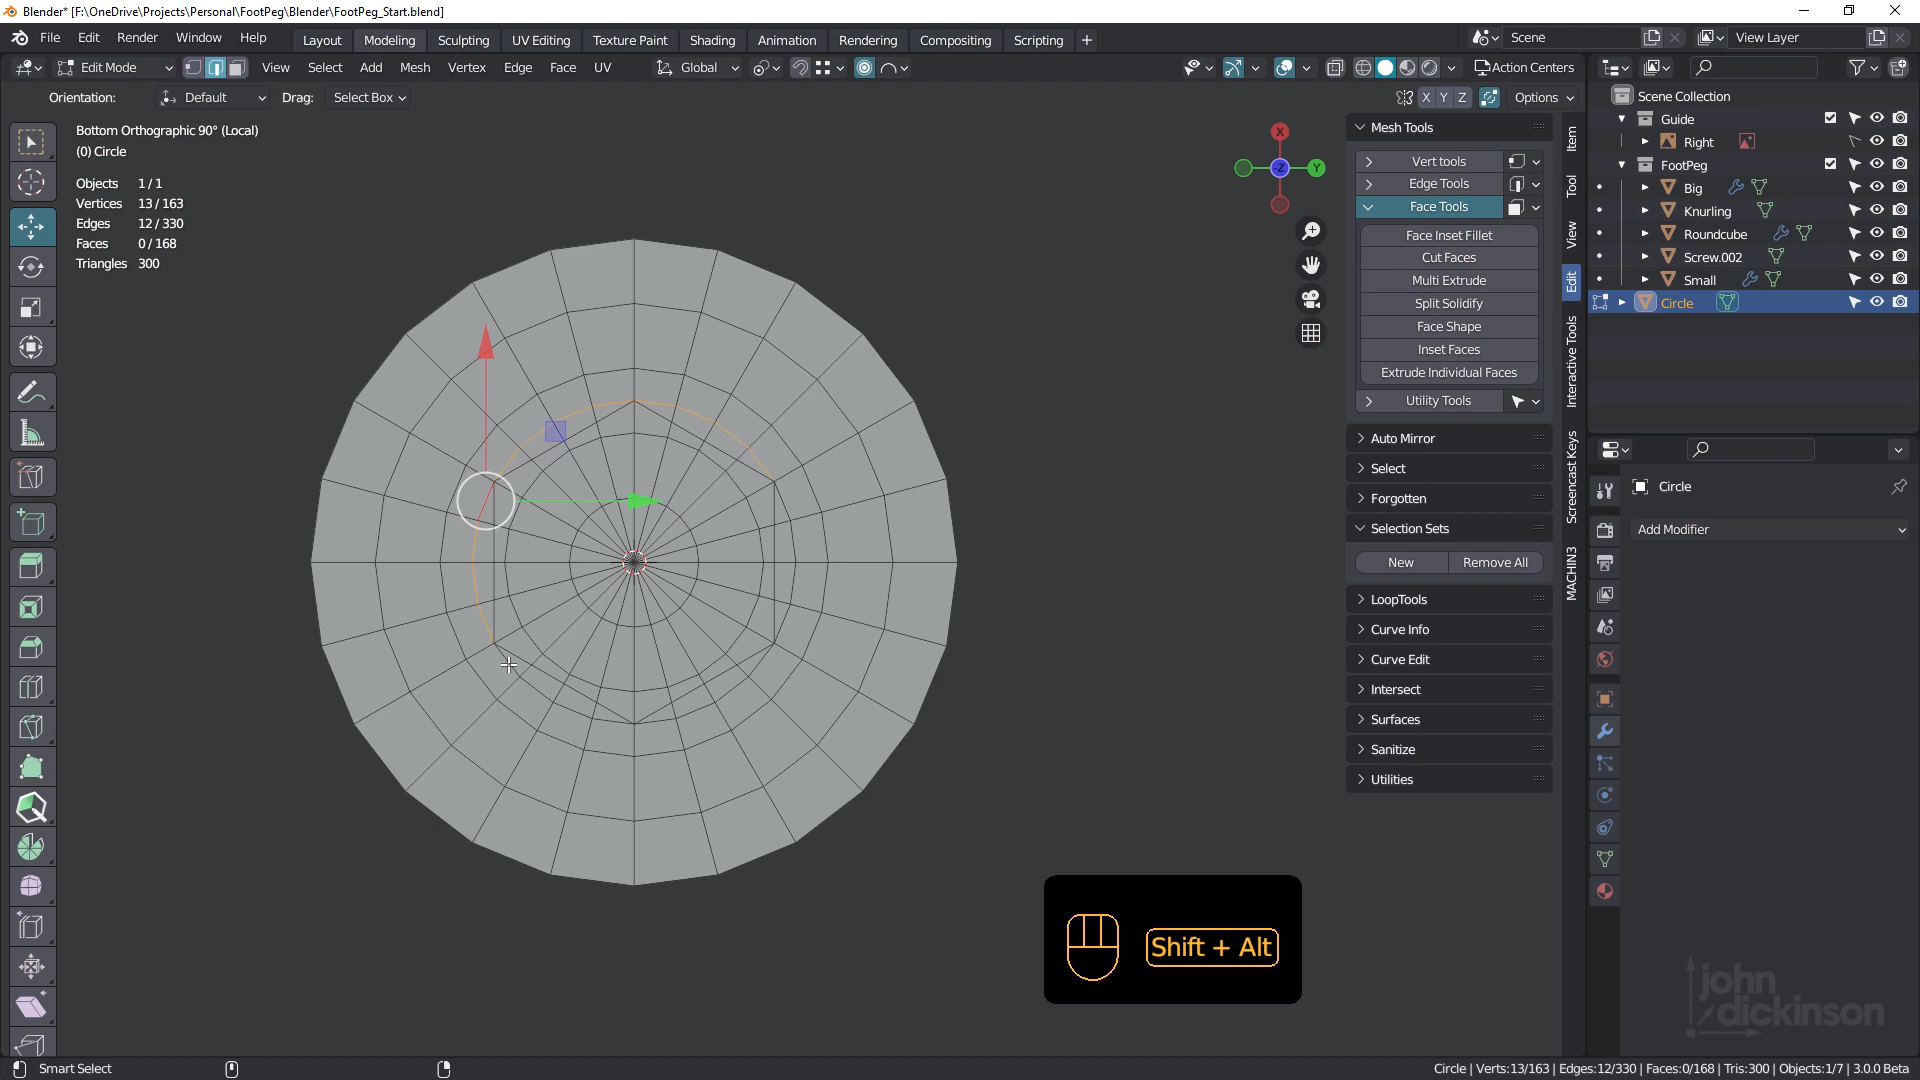 Blender* [F:\OneDrive\Projects\Personal\FootPeg\Blender\FootPeg_Start.blend]
File Edit Render Window Help Layout Modeling Sculpting UV Editing Texture Paint Shading Animation Rendering Compositing Scripting + Scene View Layer
Edit Mode View Select Add Mesh Vertex Edge Face UV Global Action Centers
Orientation: Default Drag: Select Box X Y Z Options
Bottom Orthographic 90° (Local)
(0) Circle
Objects 1 / 1
Vertices 13 / 163
Edges 12 / 330
Faces 0 / 168
Triangles 300
X
Y
-Z
Mesh Tools
Vert tools
Edge Tools
Face Tools
Face Inset Fillet
Cut Faces
Multi Extrude
Split Solidify
Face Shape
Inset Faces
Extrude Individual Faces
Utility Tools
Auto Mirror
Select
Forgotten
Selection Sets
New Remove All
LoopTools
Curve Info
Curve Edit
Intersect
Surfaces
Sanitize
Utilities
Item
Tool
View
Edit
Interactive Tools
Screencast Keys
MACHIN3
Scene Collection
Guide
Right
FootPeg
Big
Knurling
Roundcube
Screw.002
Small
Circle
Circle
Add Modifier
Shift + Alt
john
dickinson
Smart Select
Circle | Verts:13/163 | Edges:12/330 | Faces:0/168 | Tris:300 | Objects:1/7 | 3.0.0 Beta